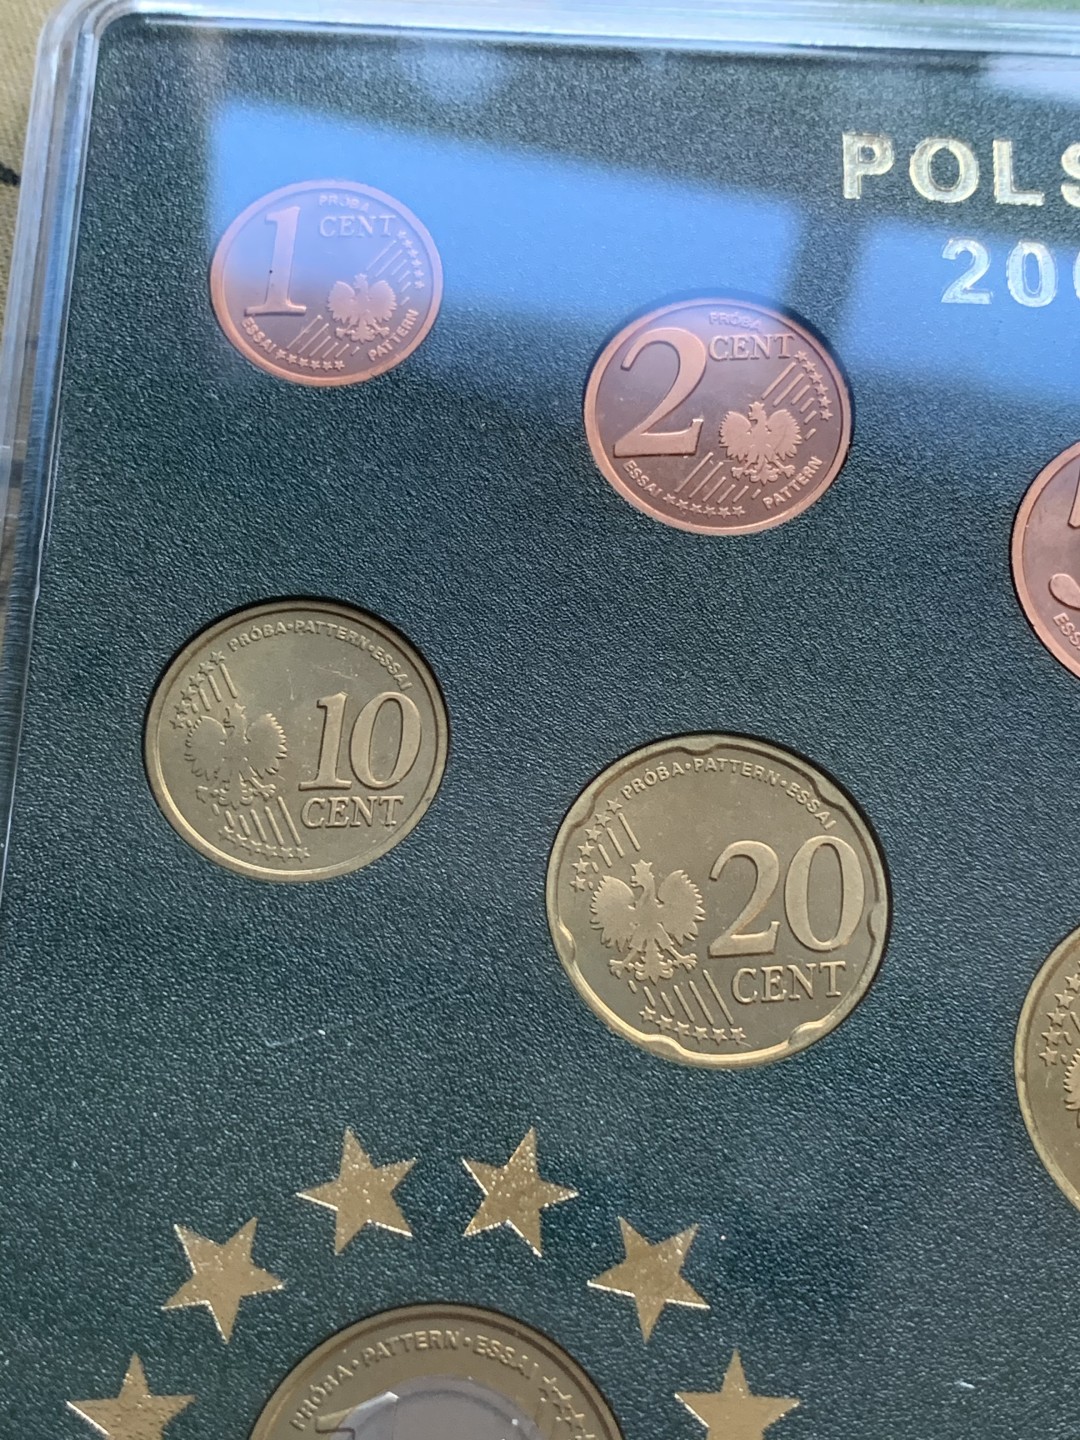 POLS
200
1
PRÓBA
CENT
ESSAI
PATTERN
2
PRÓBA
CENT
ESSAI
PATTERN
5
PRÓBA·PATTERN·ESSAI
10
CENT
PRÓBA·PATTERN·ESSAI
20
CENT
PRÓBA·PATTERN·ESSAI